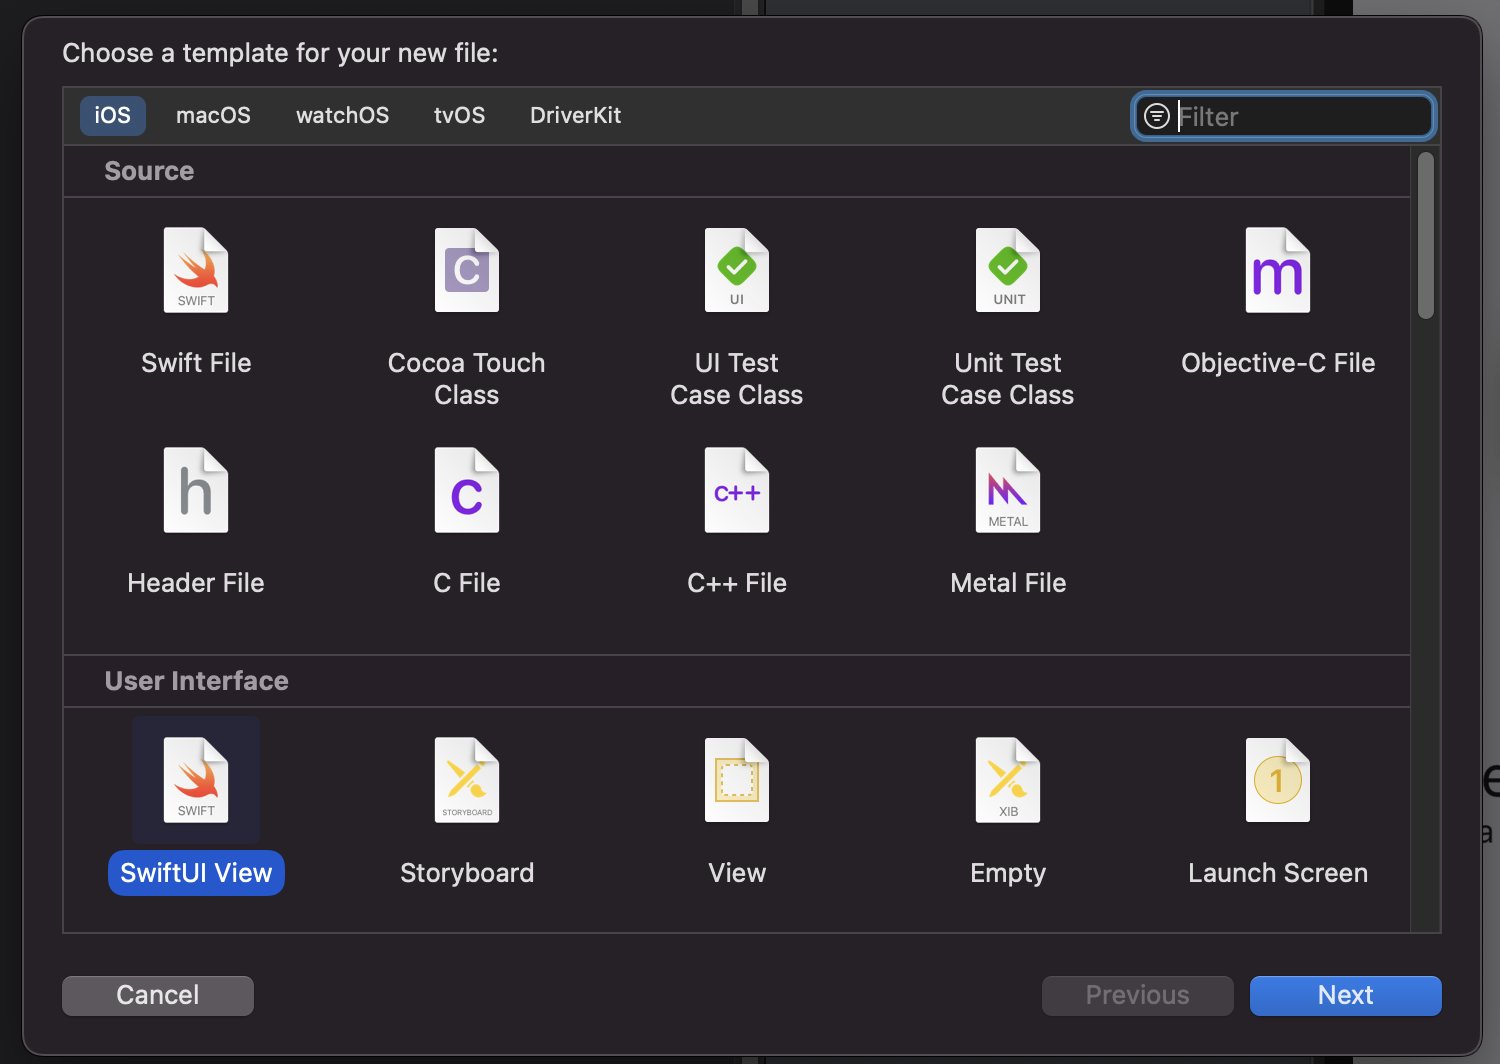 Choose a template for your new file:
iOS macOS watchOS tvOS DriverKit Filter
Source
SWIFT UI UNIT m
C
Swift File Cocoa Touch Class UI Test Case Class Unit Test Case Class Objective-C File
h C C++ METAL
Header File C File C++ File Metal File
User Interface
SWIFT STORYBOARD XIB 1
SwiftUI View Storyboard View Empty Launch Screen
Cancel Previous Next
e
a